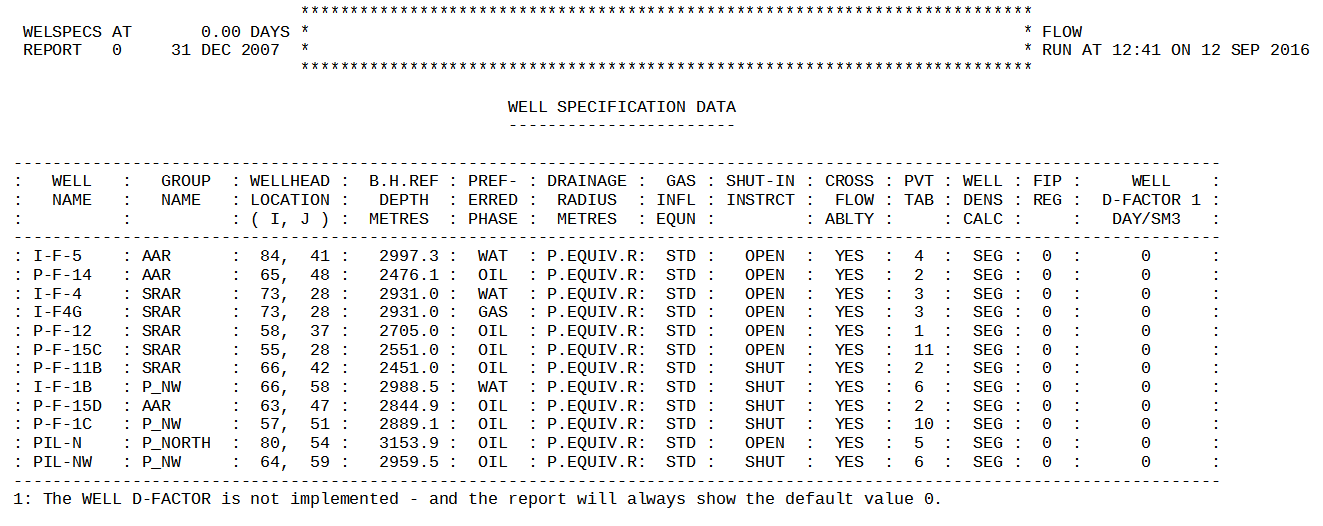 **************************************************************************
WELSPECS AT       0.00 DAYS *                                                                        * FLOW
REPORT   0     31 DEC 2007  *                                                                        * RUN AT 12:41 ON 12 SEP 2016
**************************************************************************
WELL SPECIFICATION DATA
-----------------------
--------------------------------------------------------------------------------------------------------------------------
:   WELL   :   GROUP  : WELLHEAD :  B.H.REF : PREF- : DRAINAGE :  GAS : SHUT-IN : CROSS : PVT : WELL : FIP :     WELL    :
:   NAME   :   NAME   : LOCATION :   DEPTH  : ERRED :  RADIUS  : INFL : INSTRCT :  FLOW : TAB : DENS : REG :  D-FACTOR 1 :
:          :          : ( I, J ) :  METRES  : PHASE :  METRES  : EQUN :         : ABLTY :     : CALC :     :   DAY/SM3   :
--------------------------------------------------------------------------------------------------------------------------
: I-F-5    : AAR      :  84,  41 :   2997.3 :  WAT  : P.EQUIV.R:  STD :   OPEN  :  YES  :  4  :  SEG :  0  :      0      :
: P-F-14   : AAR      :  65,  48 :   2476.1 :  OIL  : P.EQUIV.R:  STD :   OPEN  :  YES  :  2  :  SEG :  0  :      0      :
: I-F-4    : SRAR     :  73,  28 :   2931.0 :  WAT  : P.EQUIV.R:  STD :   OPEN  :  YES  :  3  :  SEG :  0  :      0      :
: I-F4G    : SRAR     :  73,  28 :   2931.0 :  GAS  : P.EQUIV.R:  STD :   OPEN  :  YES  :  3  :  SEG :  0  :      0      :
: P-F-12   : SRAR     :  58,  37 :   2705.0 :  OIL  : P.EQUIV.R:  STD :   OPEN  :  YES  :  1  :  SEG :  0  :      0      :
: P-F-15C  : SRAR     :  55,  28 :   2551.0 :  OIL  : P.EQUIV.R:  STD :   OPEN  :  YES  :  11 :  SEG :  0  :      0      :
: P-F-11B  : SRAR     :  66,  42 :   2451.0 :  OIL  : P.EQUIV.R:  STD :   SHUT  :  YES  :  2  :  SEG :  0  :      0      :
: I-F-1B   : P_NW     :  66,  58 :   2988.5 :  WAT  : P.EQUIV.R:  STD :   SHUT  :  YES  :  6  :  SEG :  0  :      0      :
: P-F-15D  : AAR      :  63,  47 :   2844.9 :  OIL  : P.EQUIV.R:  STD :   SHUT  :  YES  :  2  :  SEG :  0  :      0      :
: P-F-1C   : P_NW     :  57,  51 :   2889.1 :  OIL  : P.EQUIV.R:  STD :   SHUT  :  YES  :  10 :  SEG :  0  :      0      :
: PIL-N    : P_NORTH  :  80,  54 :   3153.9 :  OIL  : P.EQUIV.R:  STD :   OPEN  :  YES  :  5  :  SEG :  0  :      0      :
: PIL-NW   : P_NW     :  64,  59 :   2959.5 :  OIL  : P.EQUIV.R:  STD :   SHUT  :  YES  :  6  :  SEG :  0  :      0      :
--------------------------------------------------------------------------------------------------------------------------
1: The WELL D-FACTOR is not implemented - and the report will always show the default value 0.